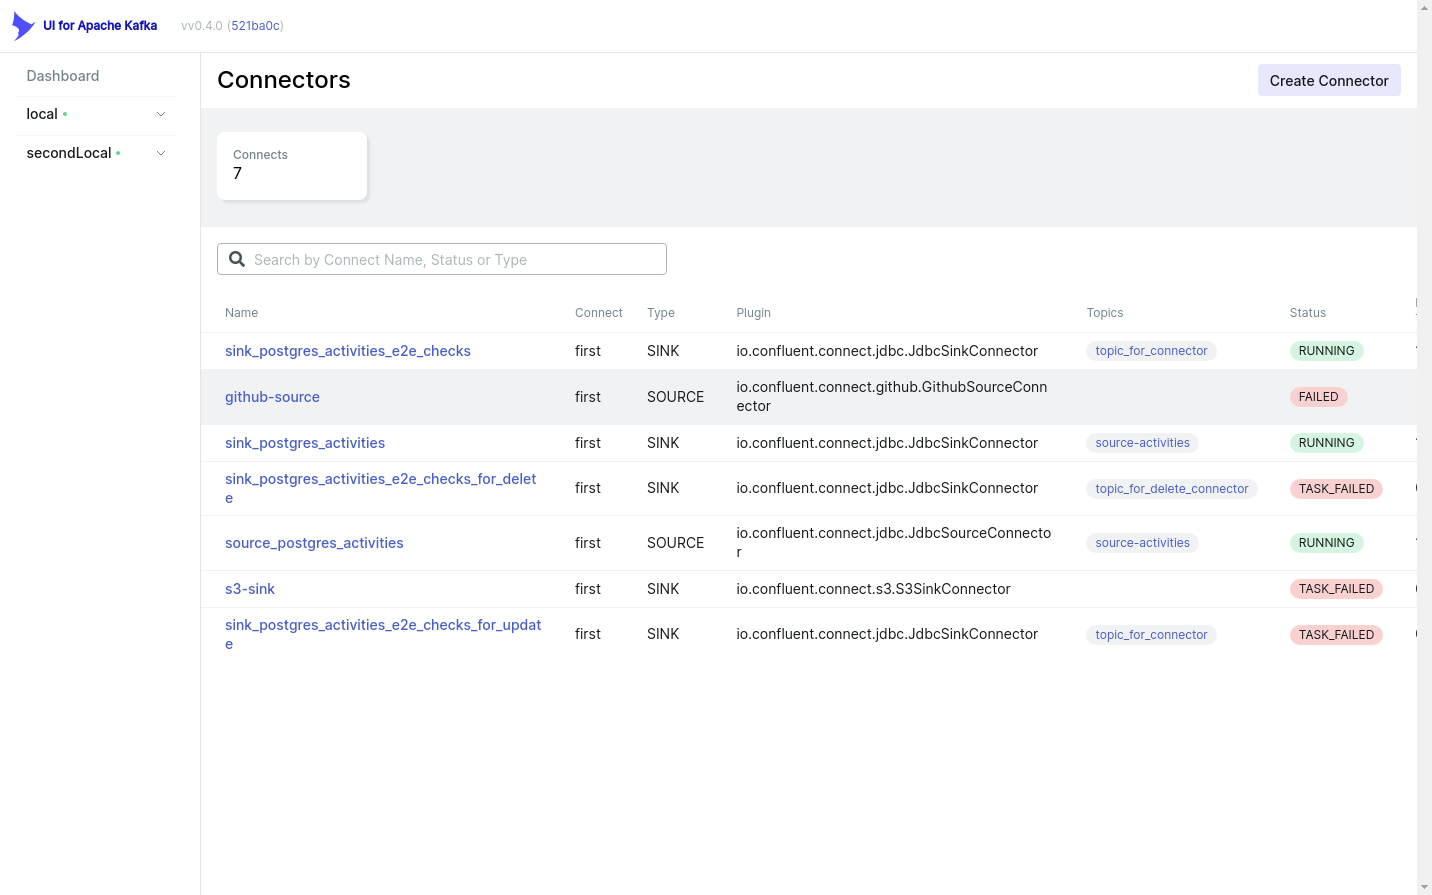 UI for Apache Kafka vv0.4.0 (521ba0c)
Dashboard
local
secondLocal
Connectors
Create Connector
Connects
7
Search by Connect Name, Status or Type
Name Connect Type Plugin Topics Status
sink_postgres_activities_e2e_checks first SINK io.confluent.connect.jdbc.JdbcSinkConnector topic_for_connector RUNNING
github-source first SOURCE io.confluent.connect.github.GithubSourceConn
ector FAILED
sink_postgres_activities first SINK io.confluent.connect.jdbc.JdbcSinkConnector source-activities RUNNING
sink_postgres_activities_e2e_checks_for_delet
e first SINK io.confluent.connect.jdbc.JdbcSinkConnector topic_for_delete_connector TASK_FAILED
source_postgres_activities first SOURCE io.confluent.connect.jdbc.JdbcSourceConnecto
r source-activities RUNNING
s3-sink first SINK io.confluent.connect.s3.S3SinkConnector TASK_FAILED
sink_postgres_activities_e2e_checks_for_updat
e first SINK io.confluent.connect.jdbc.JdbcSinkConnector topic_for_connector TASK_FAILED